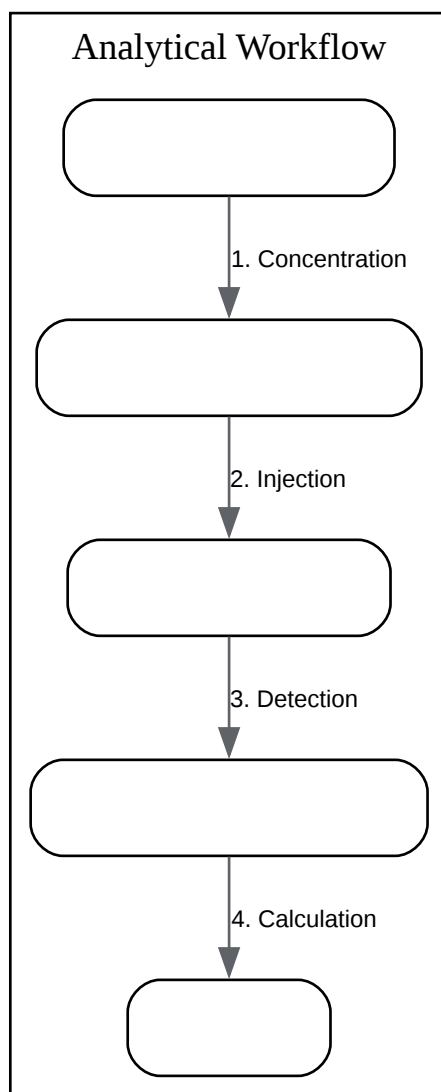 Analytical Workflow
1. Concentration
2. Injection
3. Detection
4. Calculation